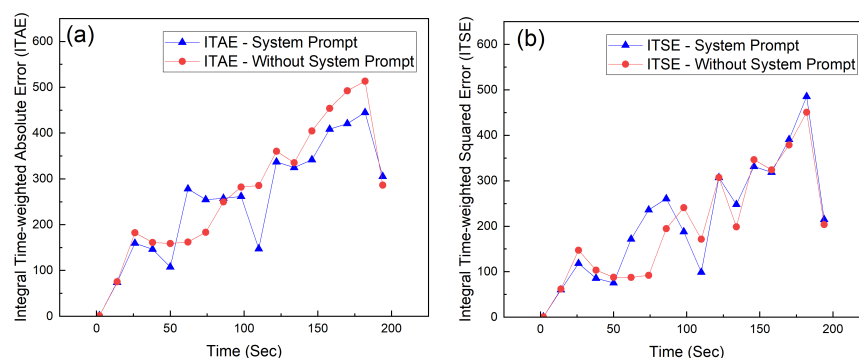 (a)
ITAE - System Prompt
ITAE - Without System Prompt
Integral Time-weighted Absolute Error (ITAE)
600
500
400
300
200
100
0
0 50 100 150 200
Time (Sec)
(b)
ITSE - System Prompt
ITSE - Without System Prompt
Integral Time-weighted Squared Error (ITSE)
600
500
400
300
200
100
0
0 50 100 150 200
Time (Sec)